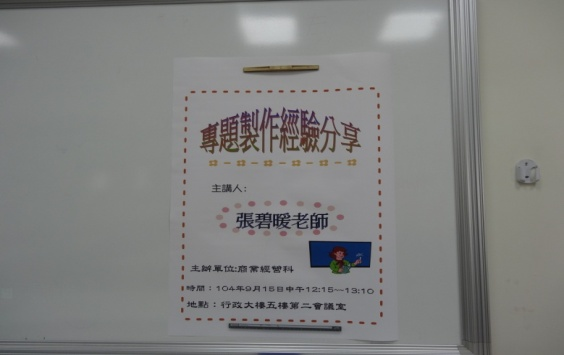 專題製作經驗分享
主講人:
張碧暖老師
主辦單位:商業經營科
時間：104年9月15日中午12:15~13:10
地點：行政大樓五樓第二會議室